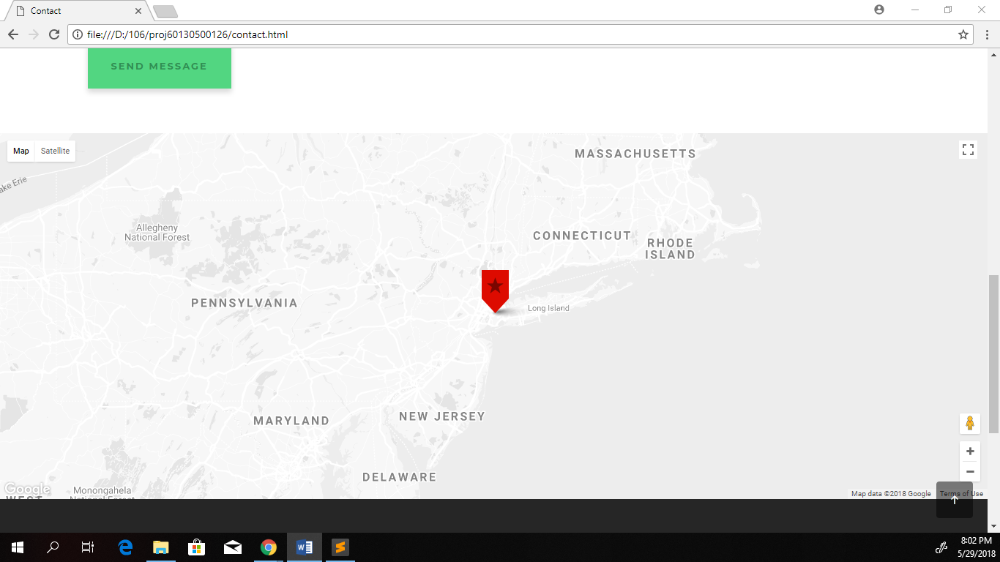 Contact
file:///D:/106/proj60130500126/contact.html
SEND MESSAGE
Map Satellite
MASSACHUSETTS
ake Erie
Allegheny
National Forest
CONNECTICUT
RHODE
ISLAND
PENNSYLVANIA
Long Island
NEW JERSEY
MARYLAND
DELAWARE
Google
Monongahela
National Forest
WEST
Map data ©2018 Google Terms of Use
8:02 PM
5/29/2018